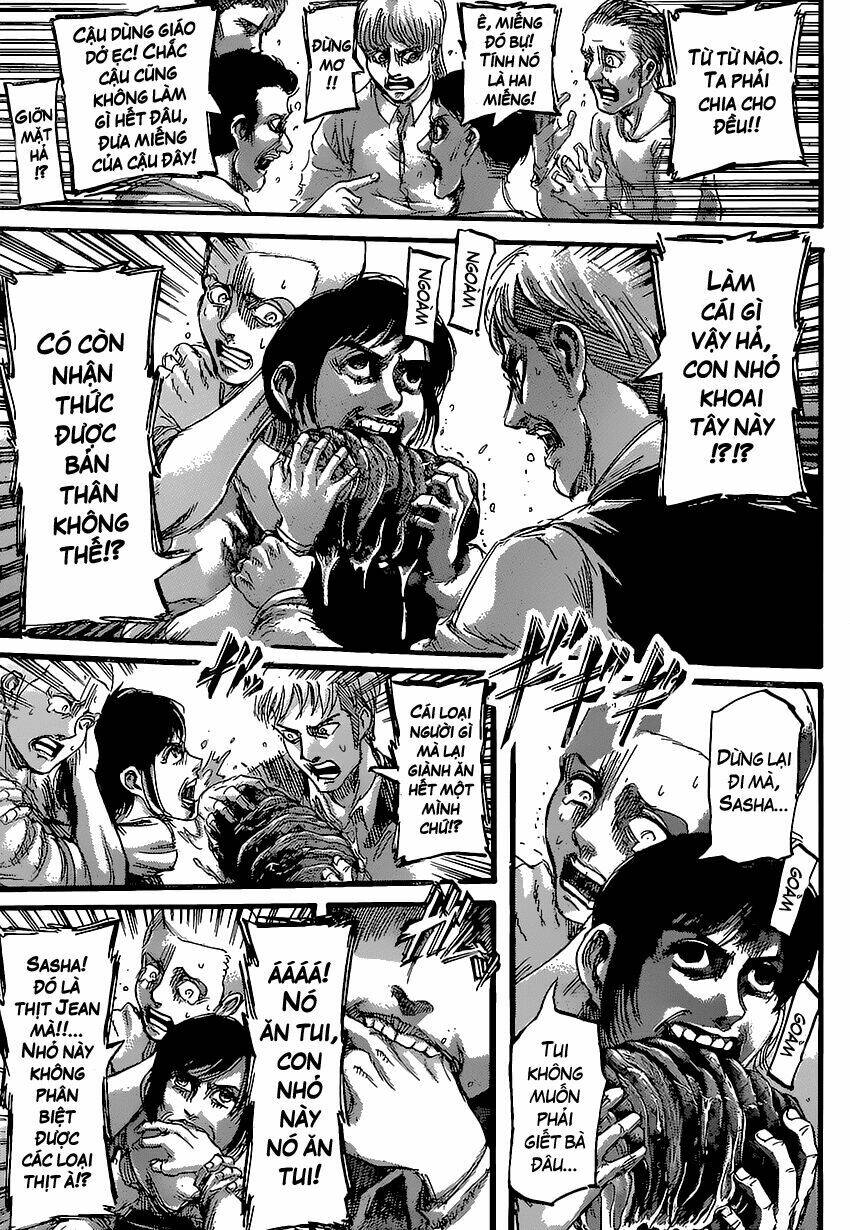 TỪ TỪ NÀO.
TA PHẢI
CHIA CHO
ĐỀU!!
Ê, MIẾNG
ĐÓ BỰ!
TÍNH NÓ
LÀ HAI
MIẾNG!
ĐỪNG
MƠ
!!
CẬU DÙNG GIÁO
DỞ ẸC! CHẮC
CẬU CŨNG
KHÔNG LÀM
GÌ HẾT ĐÂU,
ĐƯA MIẾNG
CỦA CẬU ĐÂY!
GIỠN
MẶT
HẢ
!?
LÀM
CÁI GÌ
VẬY HẢ,
CON NHỎ
KHOAI
TÂY NÀY
!?!?
NGOÀM
NGOÀM
CÓ CÒN
NHẬN
THỨC
ĐƯỢC
BẢN
THÂN
KHÔNG
THẾ!?
DỪNG LẠI
ĐI MÀ,
SASHA...
GOÀM
GOÀM
TUI
KHÔNG
MUỐN
PHẢI
GIẾT BÀ
ĐÂU...
CÁI LOẠI
NGƯỜI GÌ
MÀ LẠI
GIÀNH ĂN
HẾT MỘT
MÌNH
CHỨ!?
ÁÁÁÁ!
NÓ
ĂN TUI,
CON
NHỎ
NÀY
NÓ ĂN
TUI!
SASHA!
ĐÓ LÀ
THỊT JEAN
MÀ!!...
NHỎ NÀY
KHÔNG
PHÂN
BIỆT
ĐƯỢC
CÁC LOẠI
THỊT À!?